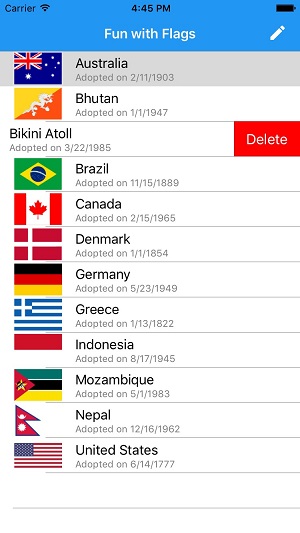 Carrier 4:45 PM
Fun with Flags
Australia
Adopted on 2/11/1903
Bhutan
Adopted on 1/1/1947
Bikini Atoll
Adopted on 3/22/1985
Delete
Brazil
Adopted on 11/15/1889
Canada
Adopted on 2/15/1965
Denmark
Adopted on 1/1/1854
Germany
Adopted on 5/23/1949
Greece
Adopted on 1/13/1822
Indonesia
Adopted on 8/17/1945
Mozambique
Adopted on 5/1/1983
Nepal
Adopted on 12/16/1962
United States
Adopted on 6/14/1777